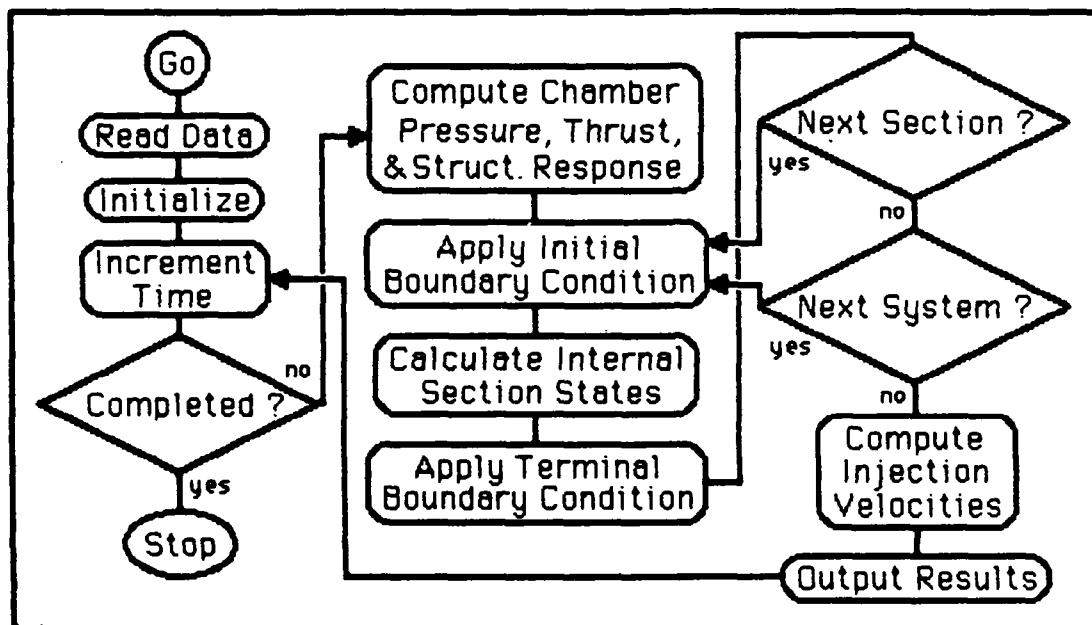 Go
Read Data
Initialize
Increment
Time
Completed ?
no
yes
Stop
Compute Chamber
Pressure, Thrust,
& Struct. Response
Apply Initial
Boundary Condition
Calculate Internal
Section States
Apply Terminal
Boundary Condition
Next Section ?
yes
no
Next System ?
yes
no
Compute
Injection
Velocities
Output Results